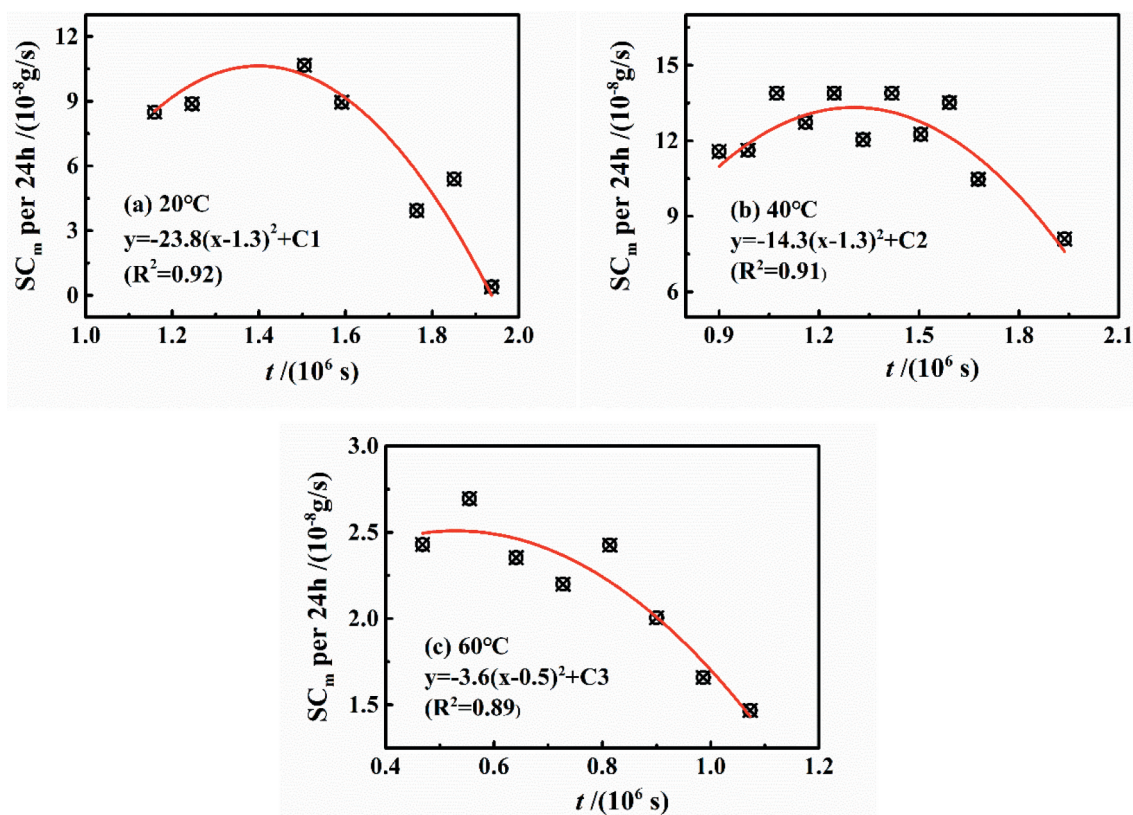 SCₘ per 24h /(10⁻⁸g/s)
12
9
6
3
0
(a) 20°C
y=-23.8(x-1.3)²+C1
(R²=0.92)
1.0 1.2 1.4 1.6 1.8 2.0
t /(10⁶ s)
SCₘ per 24h /(10⁻⁸g/s)
15
12
9
6
(b) 40°C
y=-14.3(x-1.3)²+C2
(R²=0.91)
0.9 1.2 1.5 1.8 2.1
t /(10⁶ s)
SCₘ per 24h /(10⁻⁸g/s)
3.0
2.5
2.0
1.5
(c) 60°C
y=-3.6(x-0.5)²+C3
(R²=0.89)
0.4 0.6 0.8 1.0 1.2
t /(10⁶ s)